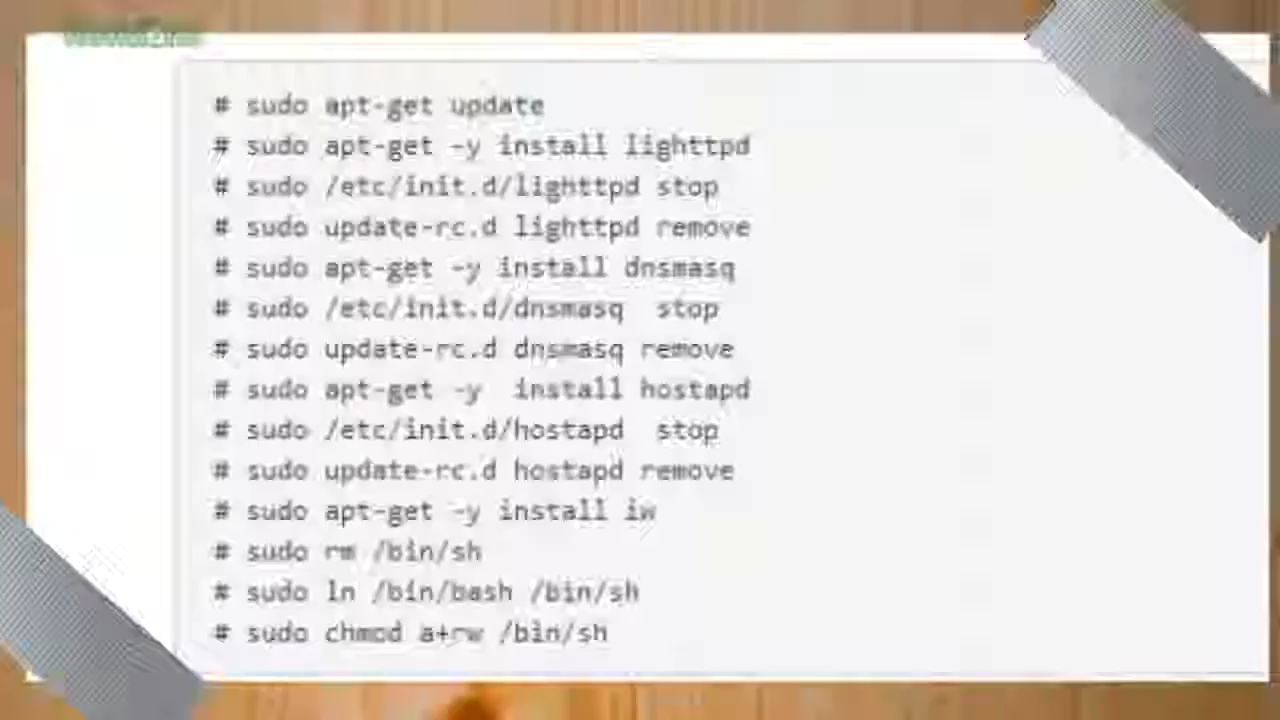 # sudo apt-get update
# sudo apt-get -y install lighttpd
# sudo /etc/init.d/lighttpd stop
# sudo update-rc.d lighttpd remove
# sudo apt-get -y install dnsmasq
# sudo /etc/init.d/dnsmasq  stop
# sudo update-rc.d dnsmasq remove
# sudo apt-get -y  install hostapd
# sudo /etc/init.d/hostapd  stop
# sudo update-rc.d hostapd remove
# sudo apt-get -y install iw
# sudo rm /bin/sh
# sudo ln /bin/bash /bin/sh
# sudo chmod a+rw /bin/sh